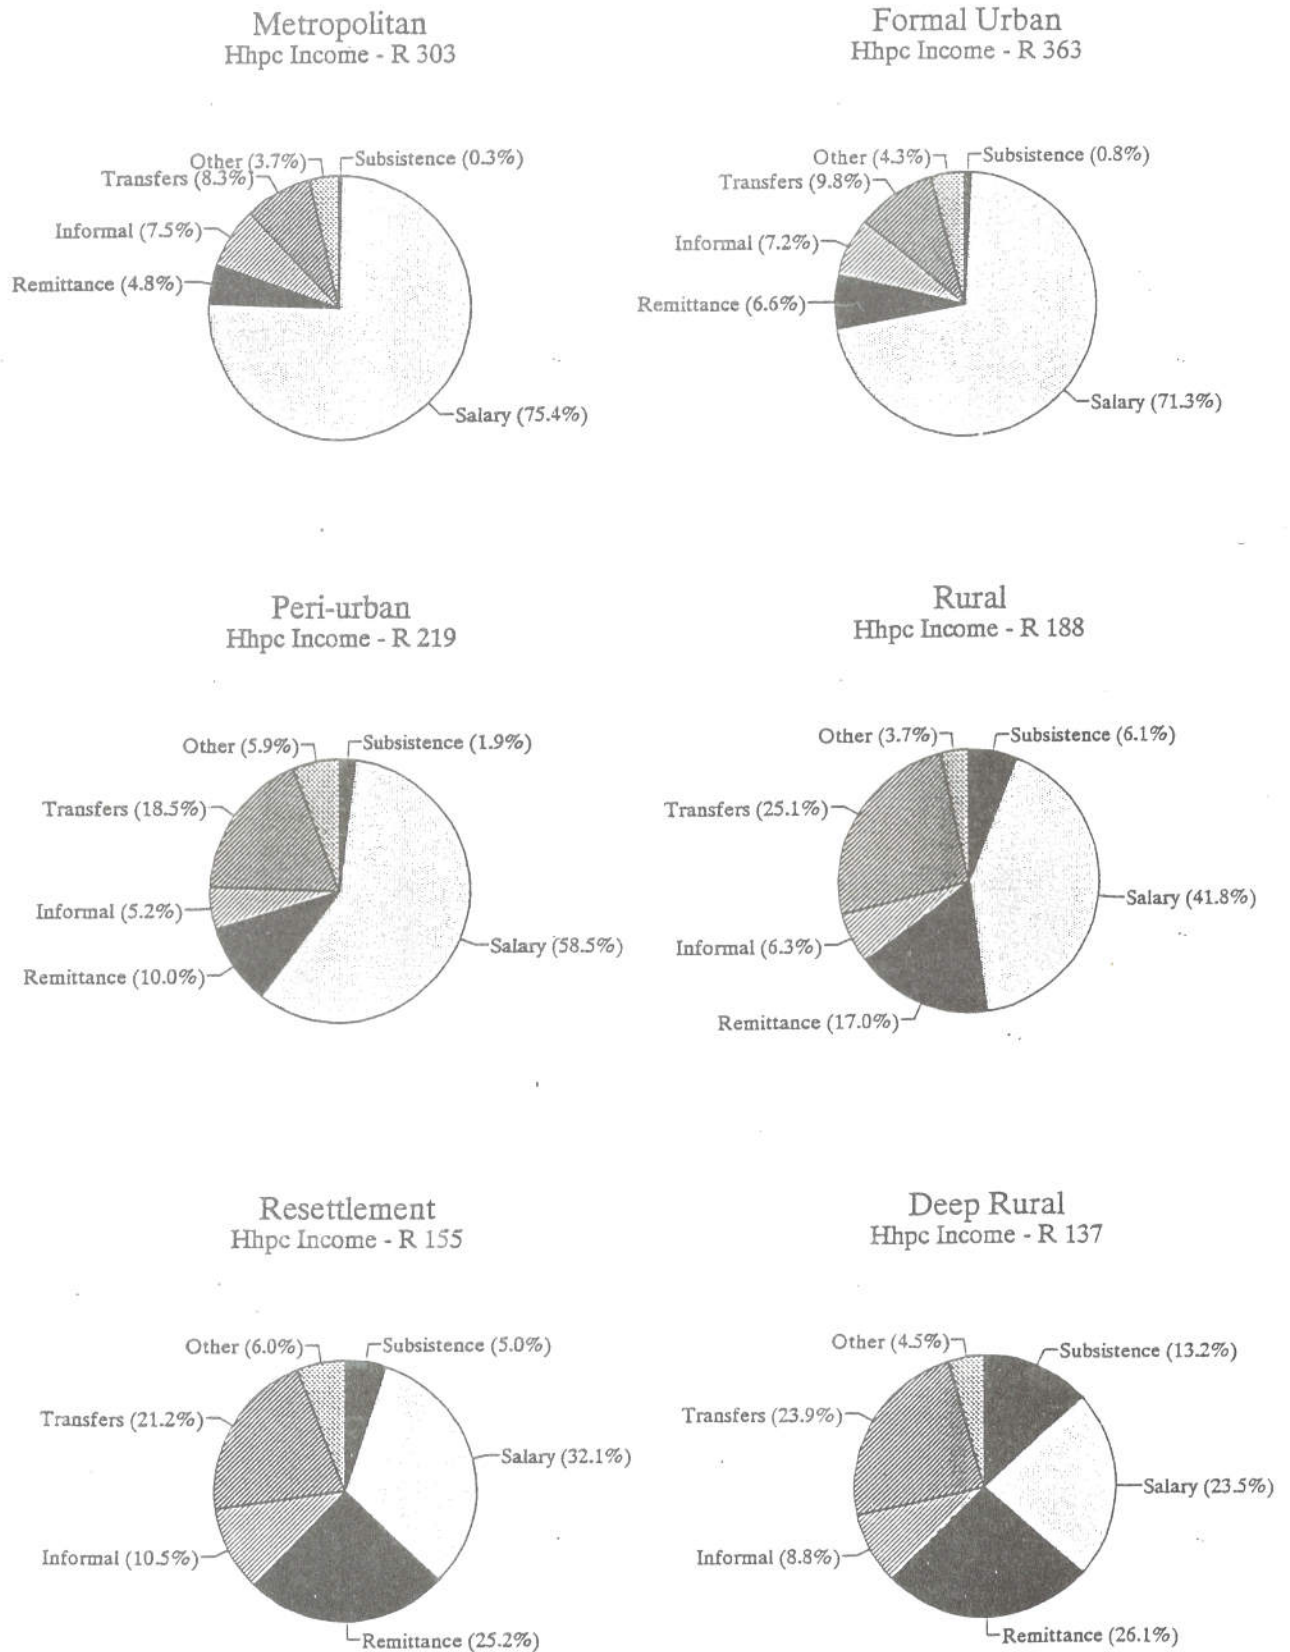 Metropolitan
Hhpc Income - R 303
Other (3.7%)
Subsistence (0.3%)
Transfers (8.3%)
Informal (7.5%)
Remittance (4.8%)
Salary (75.4%)
Formal Urban
Hhpc Income - R 363
Other (4.3%)
Subsistence (0.8%)
Transfers (9.8%)
Informal (7.2%)
Remittance (6.6%)
Salary (71.3%)
Peri-urban
Hhpc Income - R 219
Other (5.9%)
Subsistence (1.9%)
Transfers (18.5%)
Informal (5.2%)
Salary (58.5%)
Remittance (10.0%)
Rural
Hhpc Income - R 188
Other (3.7%)
Subsistence (6.1%)
Transfers (25.1%)
Salary (41.8%)
Informal (6.3%)
Remittance (17.0%)
Resettlement
Hhpc Income - R 155
Other (6.0%)
Subsistence (5.0%)
Transfers (21.2%)
Salary (32.1%)
Informal (10.5%)
Remittance (25.2%)
Deep Rural
Hhpc Income - R 137
Other (4.5%)
Subsistence (13.2%)
Transfers (23.9%)
Salary (23.5%)
Informal (8.8%)
Remittance (26.1%)